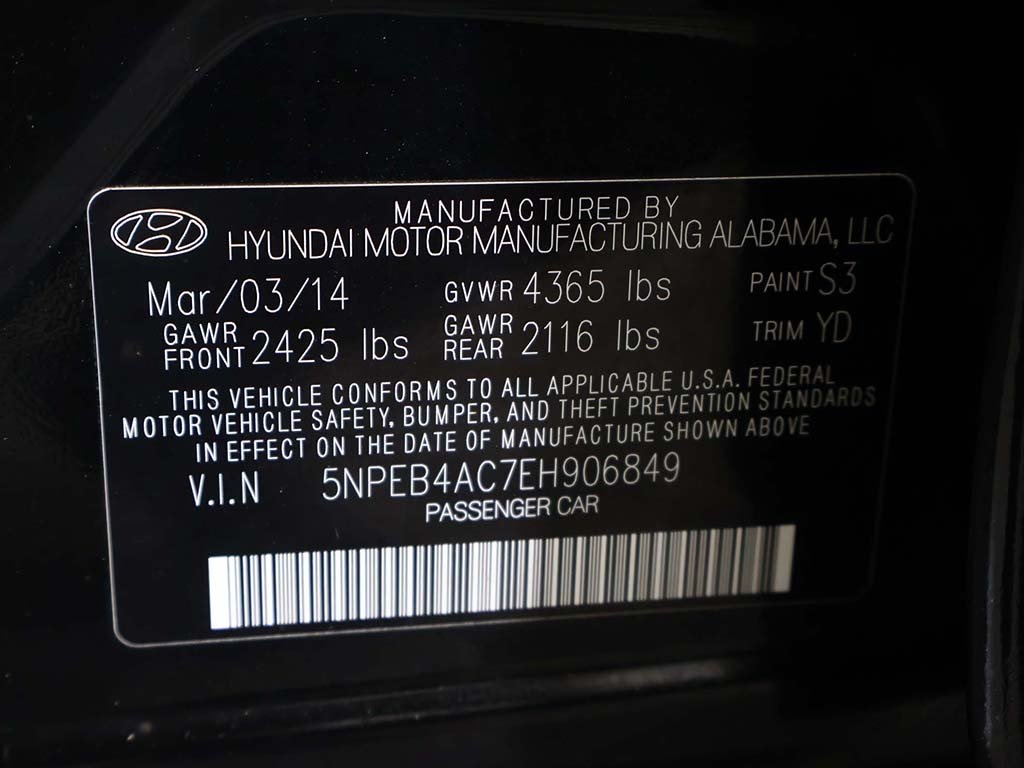 MANUFACTURED BY
HYUNDAI MOTOR MANUFACTURING ALABAMA, LLC
Mar/03/14 GVWR 4365 lbs PAINT S3
GAWR FRONT 2425 lbs GAWR REAR 2116 lbs TRIM YD
THIS VEHICLE CONFORMS TO ALL APPLICABLE U.S.A. FEDERAL
MOTOR VEHICLE SAFETY, BUMPER, AND THEFT PREVENTION STANDARDS
IN EFFECT ON THE DATE OF MANUFACTURE SHOWN ABOVE
V.I.N 5NPEB4AC7EH906849
PASSENGER CAR